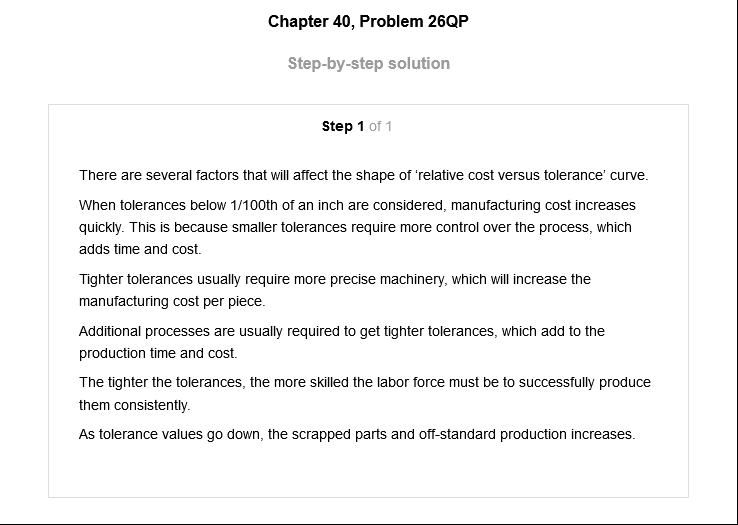 Chapter 40, Problem 26QP
Step-by-step solution
Step 1 of 1
There are several factors that will affect the shape of ‘relative cost versus tolerance’ curve.
When tolerances below 1/100th of an inch are considered, manufacturing cost increases
quickly. This is because smaller tolerances require more control over the process, which
adds time and cost.
Tighter tolerances usually require more precise machinery, which will increase the
manufacturing cost per piece.
Additional processes are usually required to get tighter tolerances, which add to the
production time and cost.
The tighter the tolerances, the more skilled the labor force must be to successfully produce
them consistently.
As tolerance values go down, the scrapped parts and off-standard production increases.